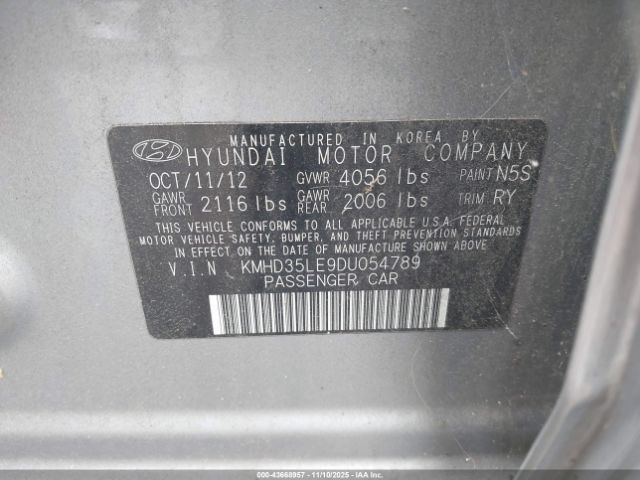 MANUFACTURED IN KOREA BY
HYUNDAI MOTOR COMPANY
OCT/11/12 GVWR 4056 lbs PAINT N5S
GAWR FRONT 2116 lbs GAWR REAR 2006 lbs TRIM RY
THIS VEHICLE CONFORMS TO ALL APPLICABLE U.S.A. FEDERAL
MOTOR VEHICLE SAFETY, BUMPER, AND THEFT PREVENTION STANDARDS
IN EFFECT ON THE DATE OF MANUFACTURE SHOWN ABOVE.
V.I.N KMHD35LE9DU054789
PASSENGER CAR
000-43668957 - 11/10/2025 - IAAI.COM